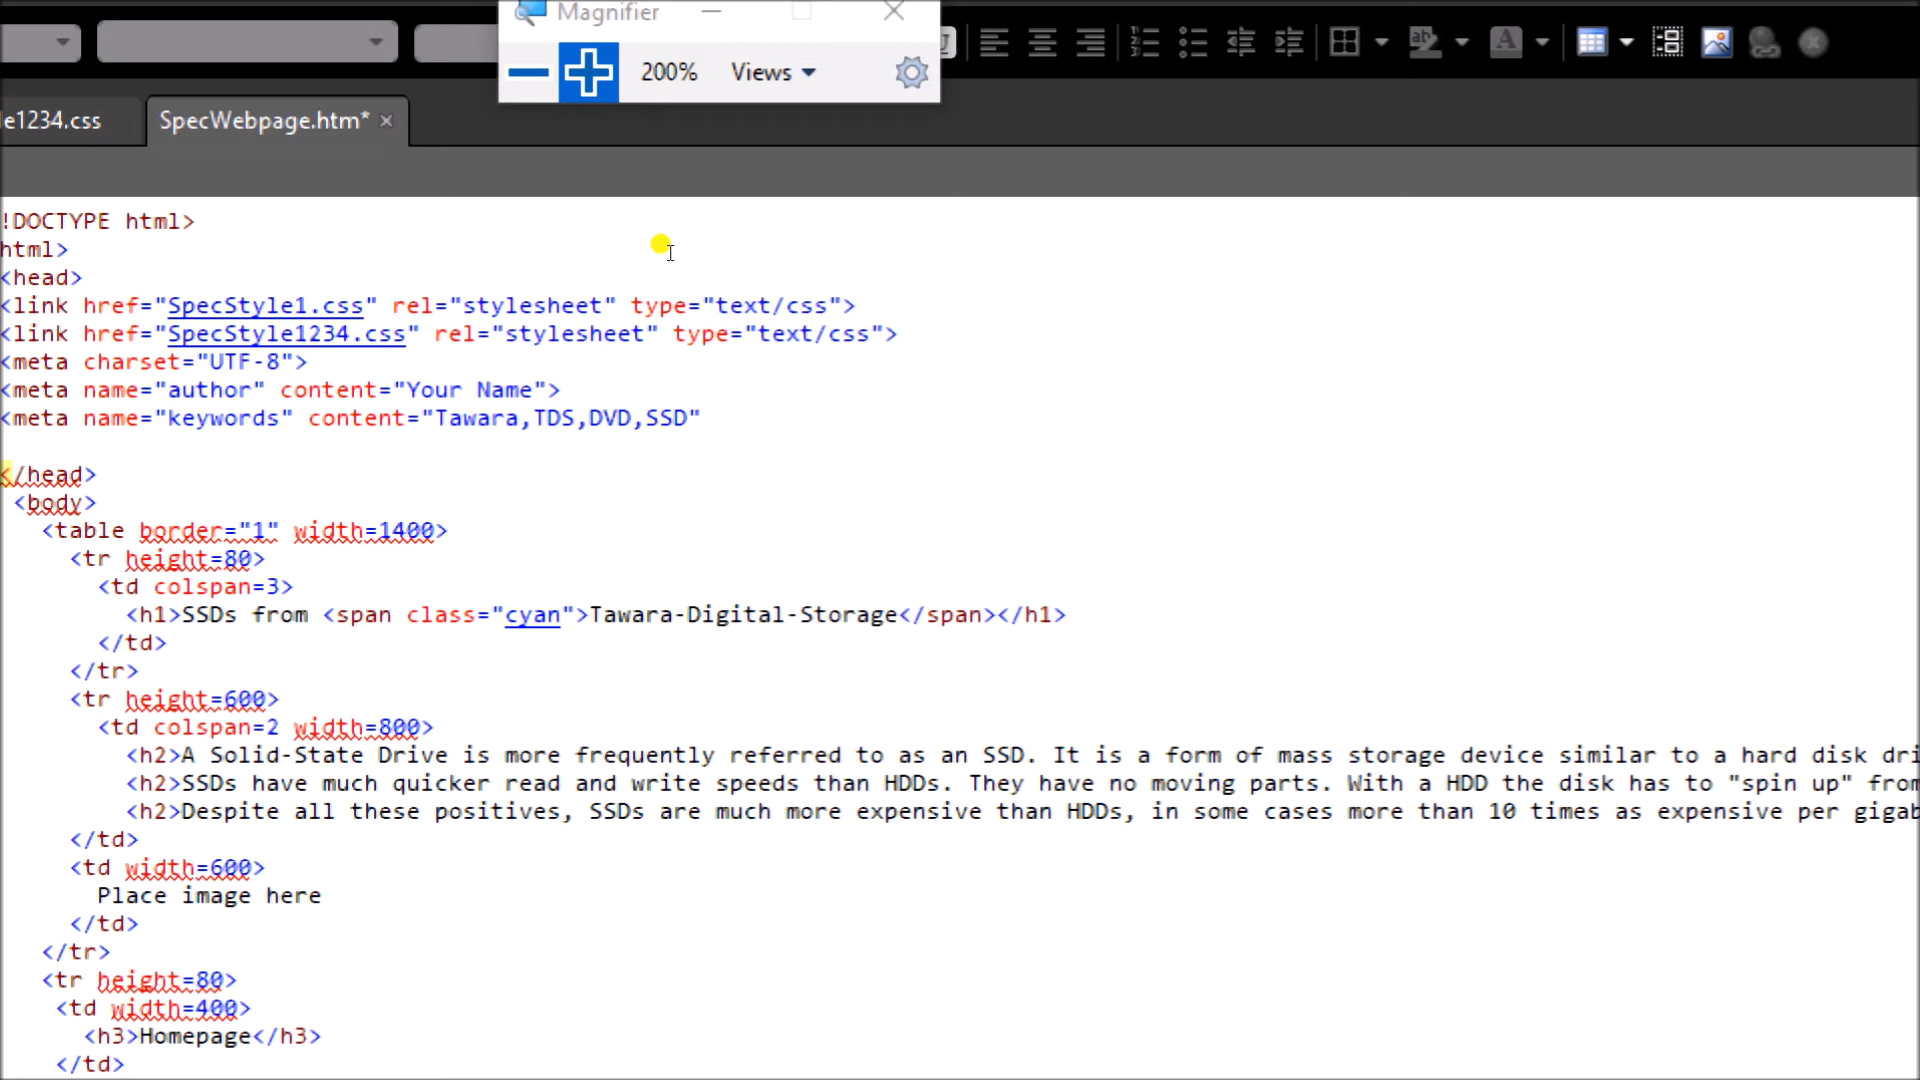 Magnifier
200% Views
le1234.css SpecWebpage.htm*
!DOCTYPE html>
html>
<head>
<link href="SpecStyle1.css" rel="stylesheet" type="text/css">
<link href="SpecStyle1234.css" rel="stylesheet" type="text/css">
<meta charset="UTF-8">
<meta name="author" content="Your Name">
<meta name="keywords" content="Tawara,TDS,DVD,SSD"
</head>
<body>
<table border="1" width=1400>
<tr height=80>
<td colspan=3>
<h1>SSDs from <span class="cyan">Tawara-Digital-Storage</span></h1>
</td>
</tr>
<tr height=600>
<td colspan=2 width=800>
<h2>A Solid-State Drive is more frequently referred to as an SSD. It is a form of mass storage device similar to a hard disk dri
<h2>SSDs have much quicker read and write speeds than HDDs. They have no moving parts. With a HDD the disk has to "spin up" from
<h2>Despite all these positives, SSDs are much more expensive than HDDs, in some cases more than 10 times as expensive per gigab
</td>
<td width=600>
Place image here
</td>
</tr>
<tr height=80>
<td width=400>
<h3>Homepage</h3>
</td>